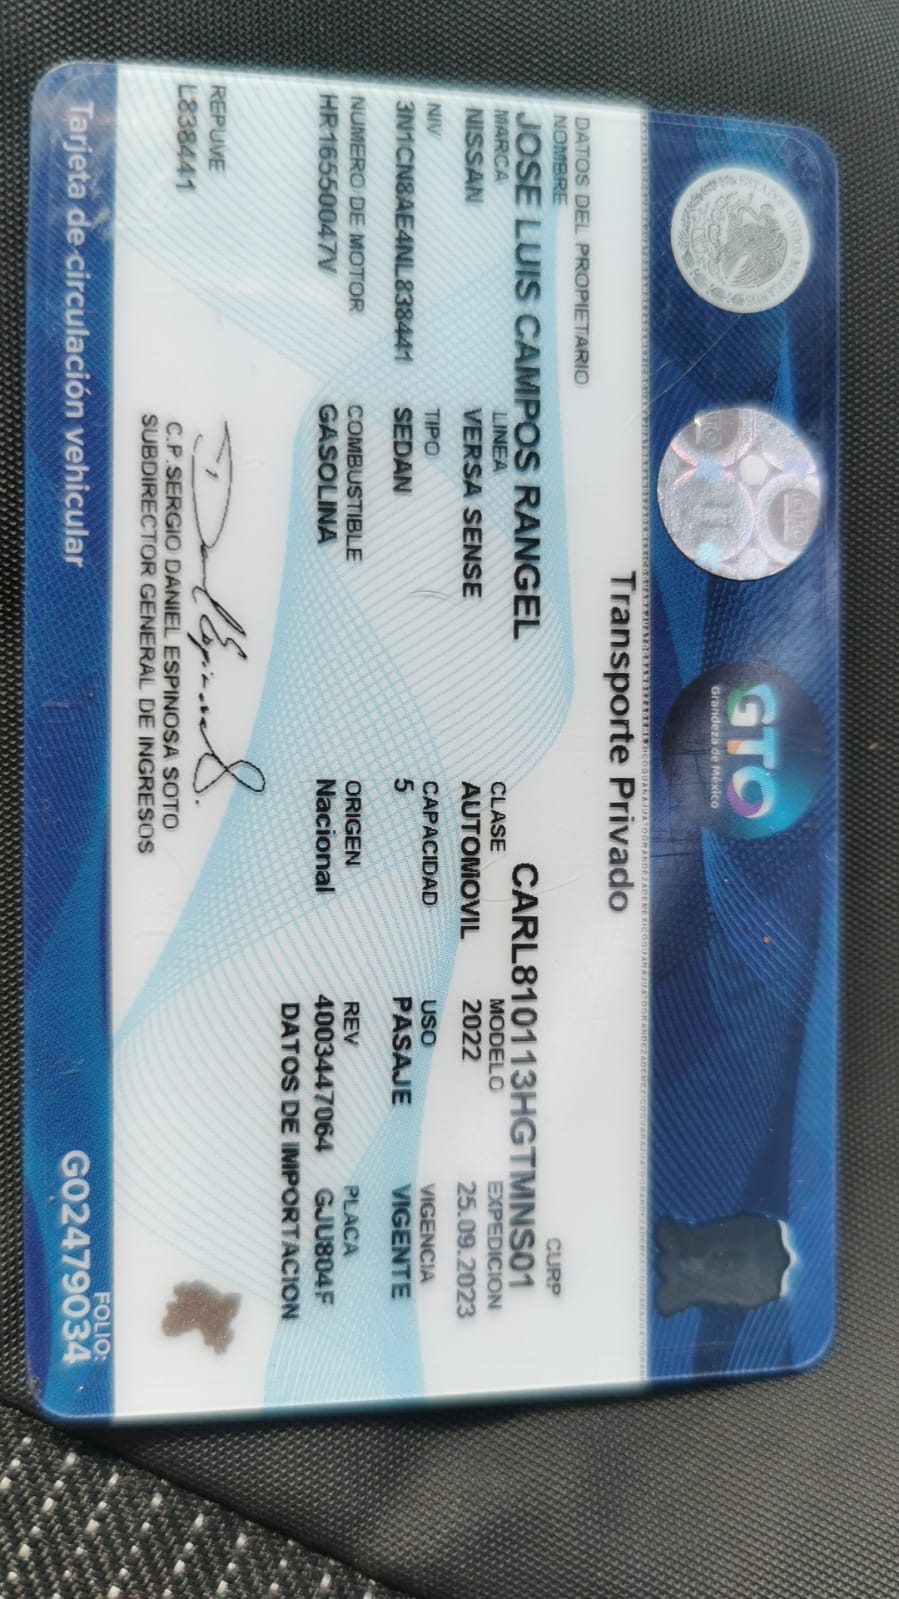 GTO
Grandeza de México
Transporte Privado
DATOS DEL PROPIETARIO
NOMBRE CURP
JOSE LUIS CAMPOS RANGEL CARL810113HGTMNS01
MARCA LINEA CLASE MODELO EXPEDICION
NISSAN VERSA SENSE AUTOMOVIL 2022 25.09.2023
NIV TIPO CAPACIDAD USO VIGENCIA
3N1CN8AE4NL838441 SEDAN 5 PASAJE VIGENTE
NUMERO DE MOTOR COMBUSTIBLE ORIGEN REV PLACA
HR16550047V GASOLINA Nacional 4003447064 GJU804F
DATOS DE IMPORTACION
REPUVE
L838441
C.P. SERGIO DANIEL ESPINOSA SOTO
SUBDIRECTOR GENERAL DE INGRESOS
FOLIO:
Tarjeta de circulación vehicular G02479034